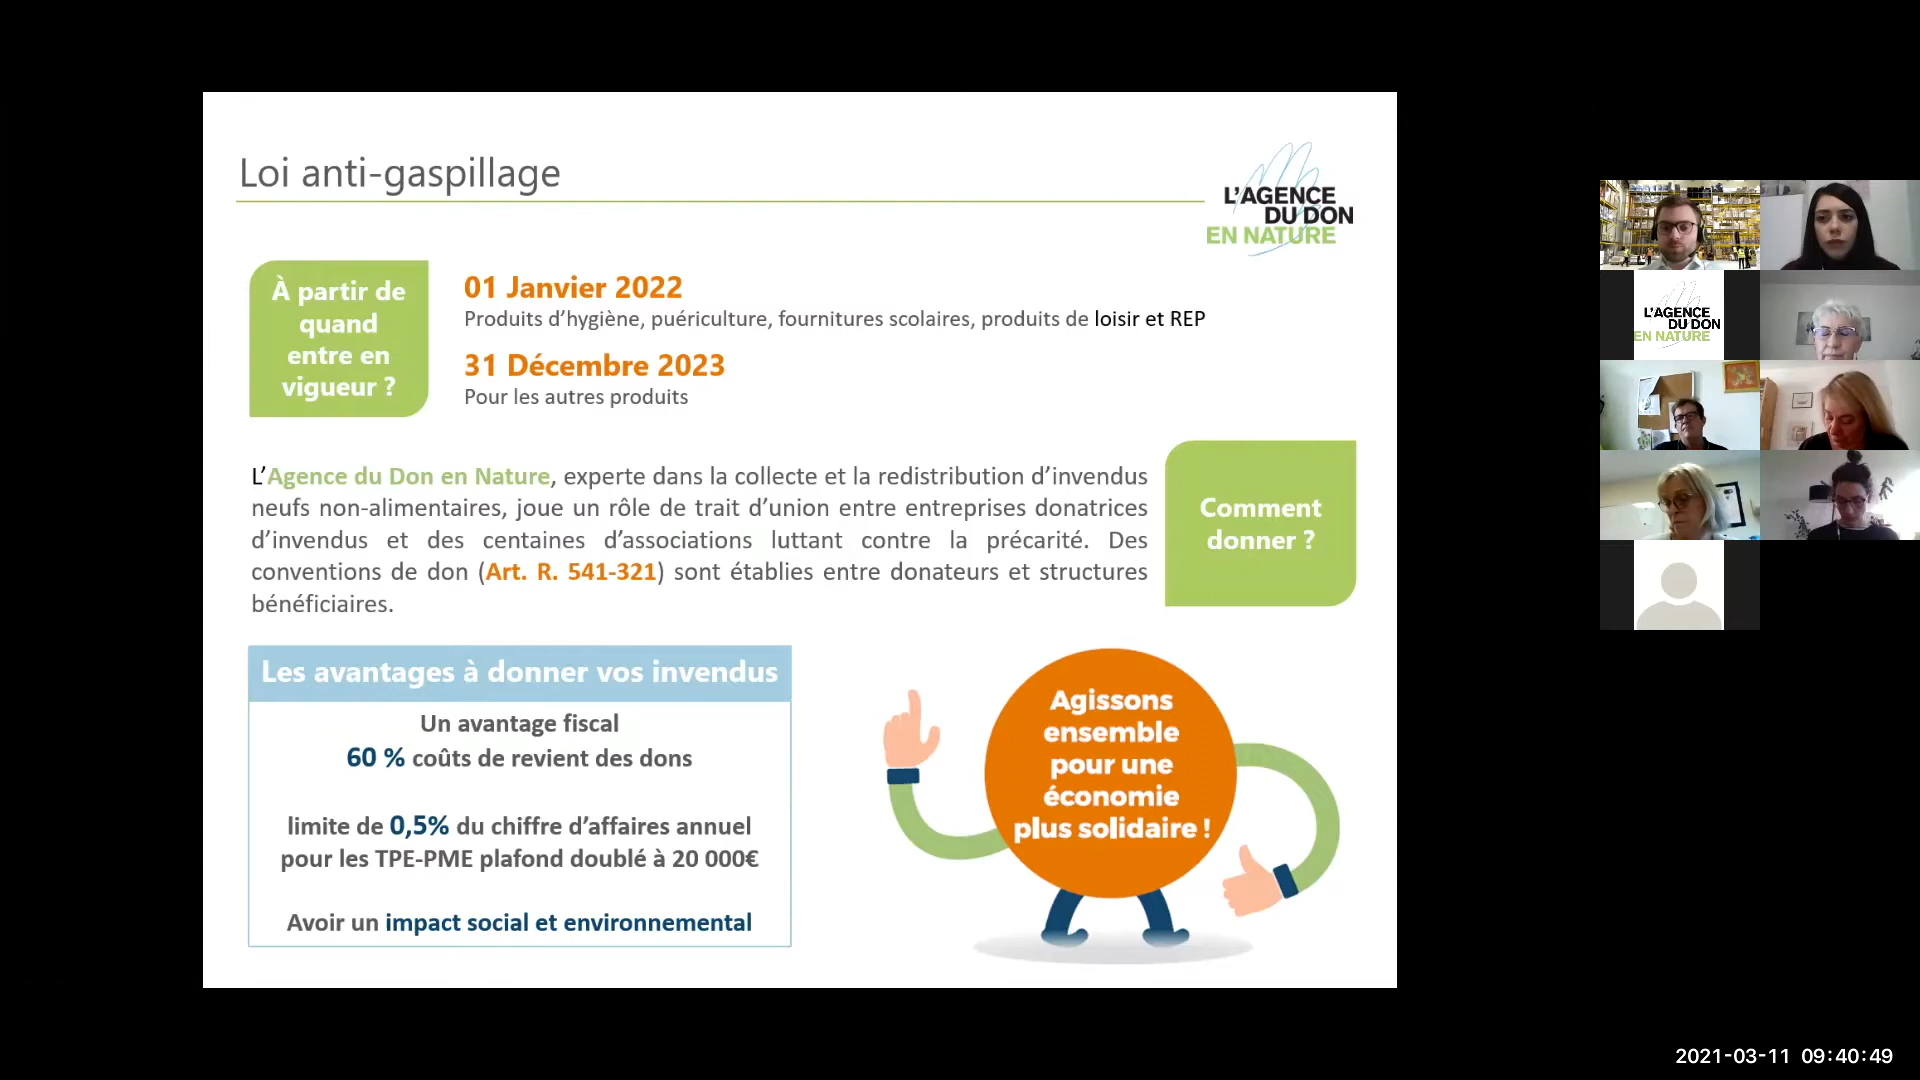 Loi anti-gaspillage
L'AGENCE
DU DON
EN NATURE
À partir de
quand
entre en
vigueur ?
01 Janvier 2022
Produits d’hygiène, puériculture, fournitures scolaires, produits de loisir et REP
31 Décembre 2023
Pour les autres produits
L’Agence du Don en Nature, experte dans la collecte et la redistribution d’invendus
neufs non-alimentaires, joue un rôle de trait d’union entre entreprises donatrices
d’invendus et des centaines d’associations luttant contre la précarité. Des
conventions de don (Art. R. 541-321) sont établies entre donateurs et structures
bénéficiaires.
Comment
donner ?
Les avantages à donner vos invendus
Un avantage fiscal
60 % coûts de revient des dons
limite de 0,5% du chiffre d’affaires annuel
pour les TPE-PME plafond doublé à 20 000€
Avoir un impact social et environnemental
Agissons
ensemble
pour une
économie
plus solidaire !
L'AGENCE
DU DON
EN NATURE
2021-03-11 09:40:49